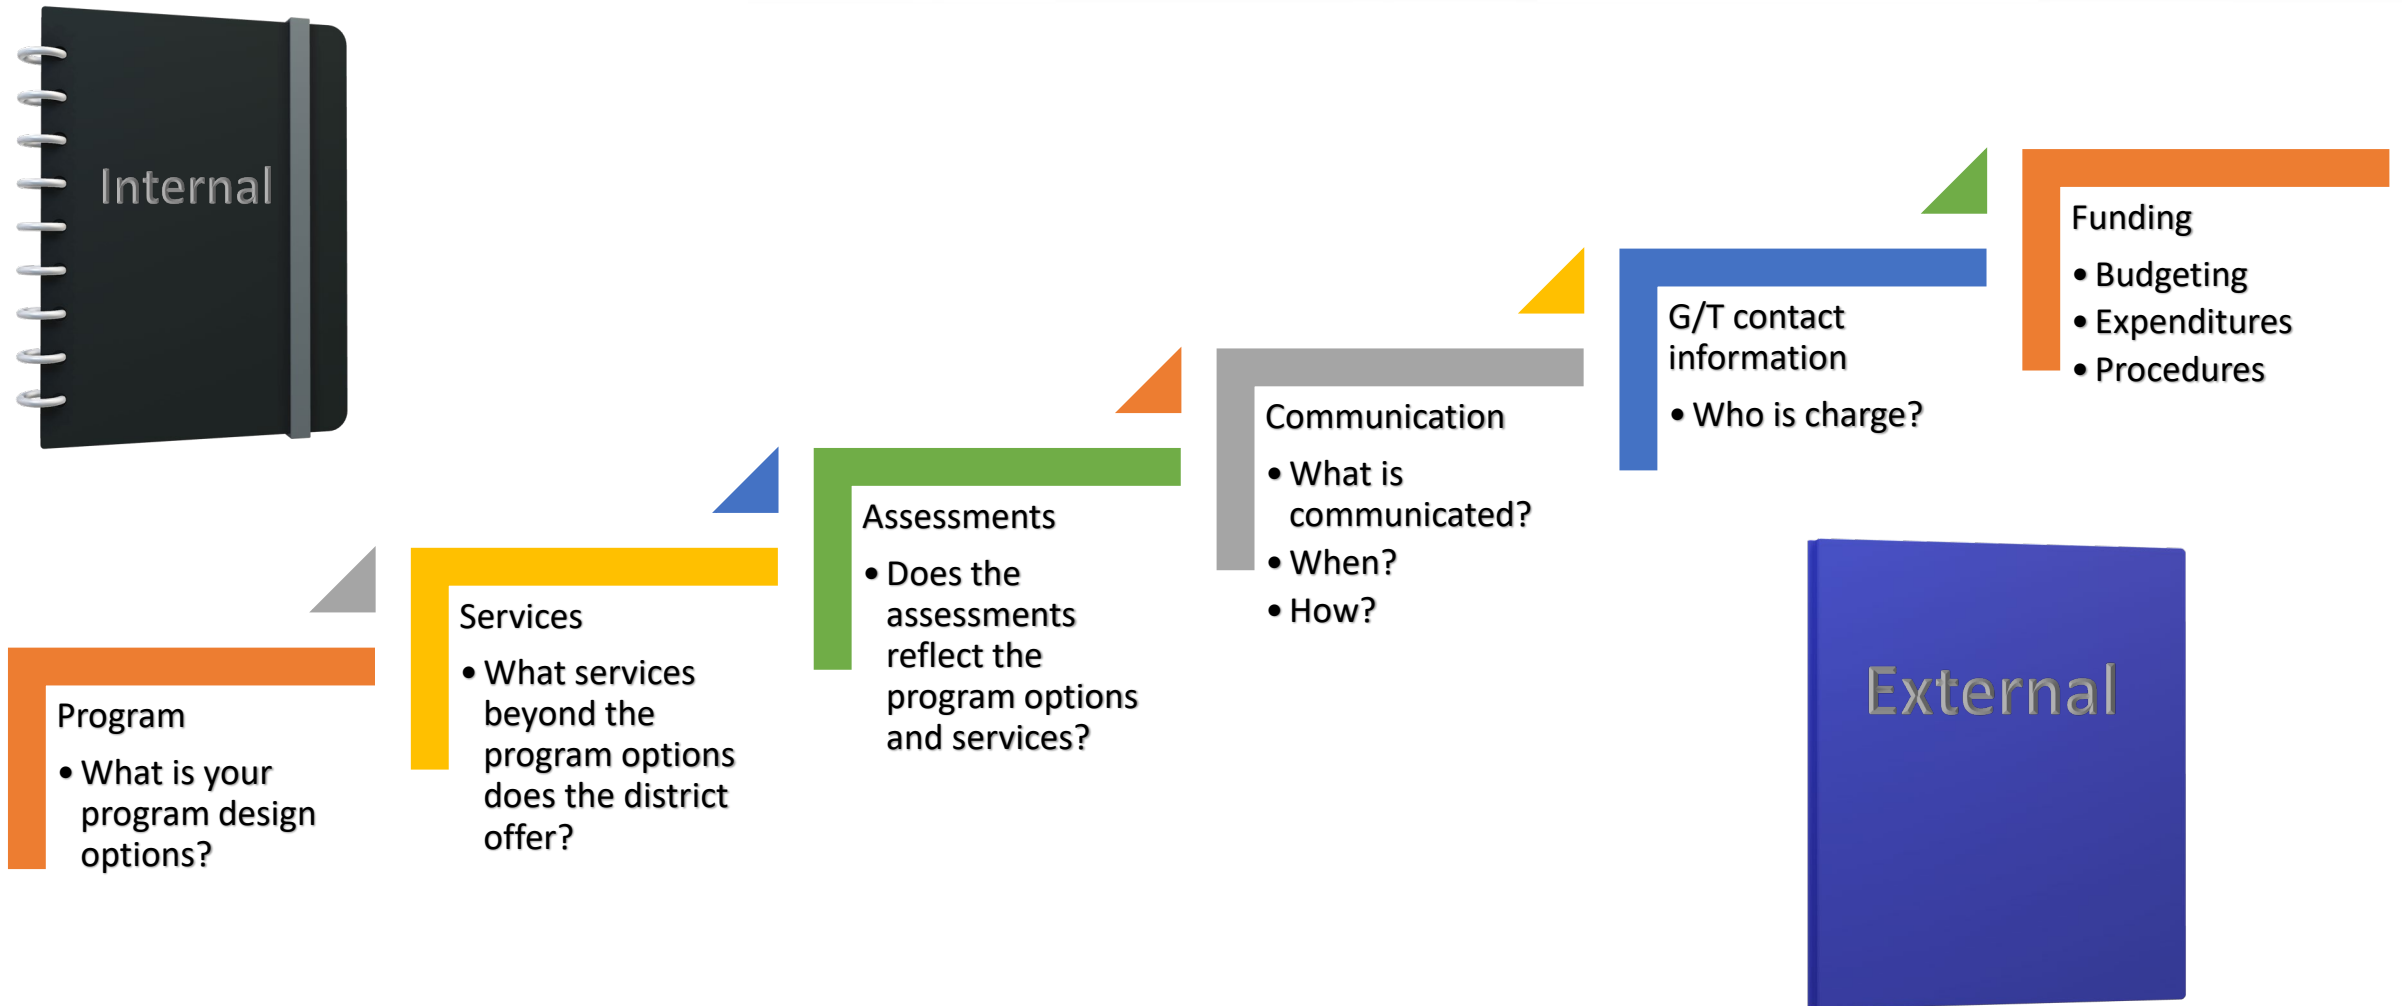 Internal
Program
• What is your
program design
options?
Services
• What services
beyond the
program options
does the district
offer?
Assessments
• Does the
assessments
reflect the
program options
and services?
Communication
• What is
communicated?
• When?
• How?
G/T contact
information
• Who is charge?
Funding
• Budgeting
• Expenditures
• Procedures
External